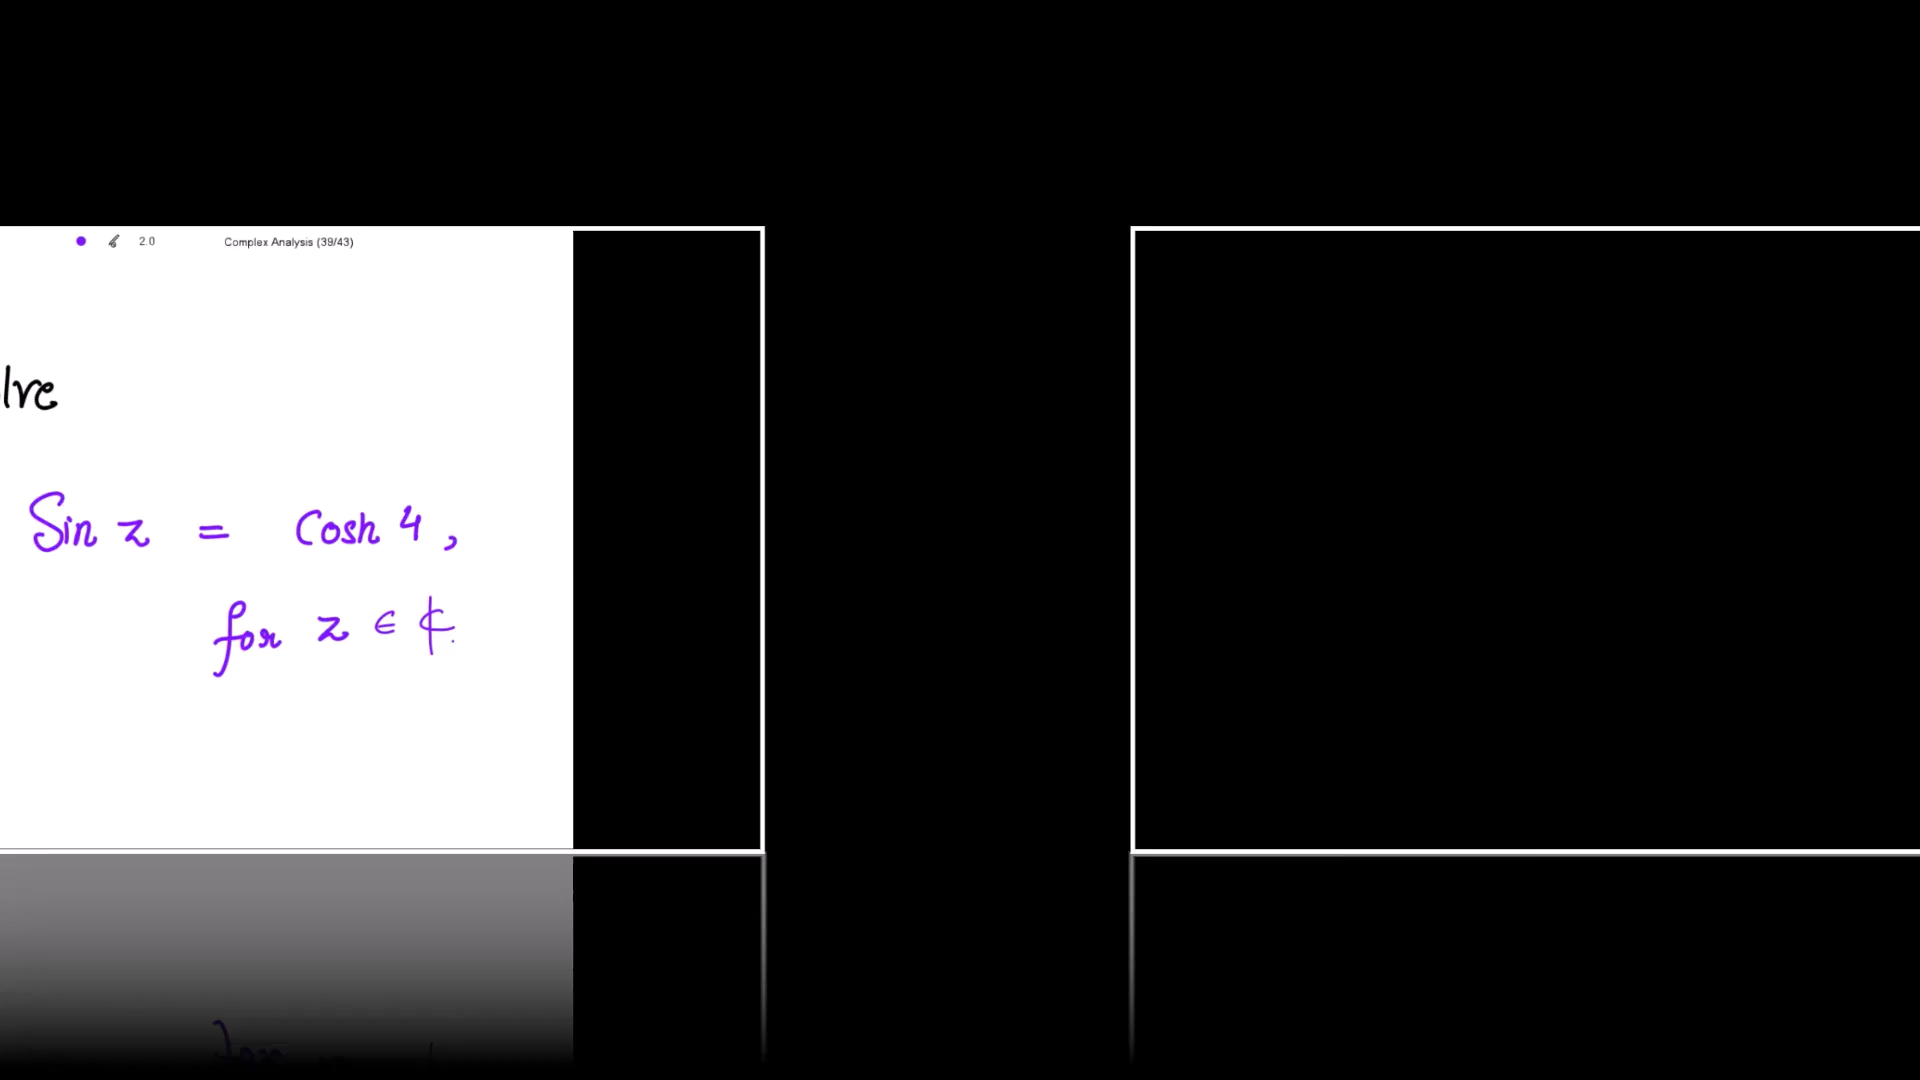 2.0 Complex Analysis (39/43)
lve
Sin z = Cosh 4,
for z ∈ ℂ.